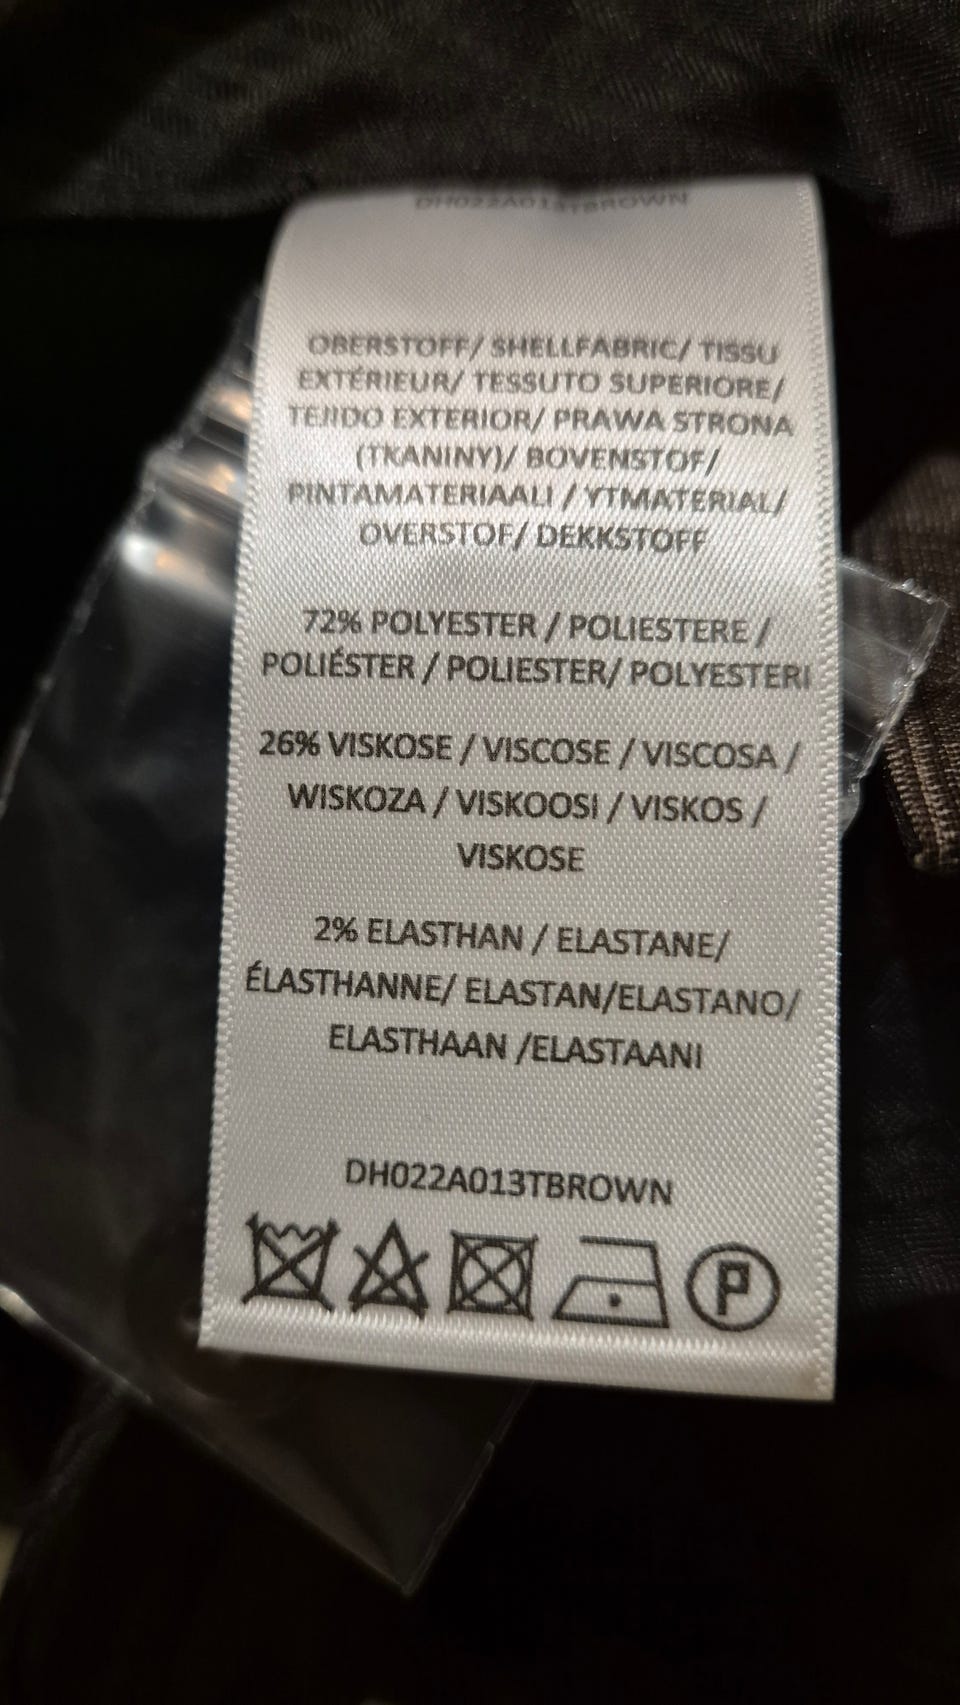 DH022A013TBROWN
OBERSTOFF/ SHELLFABRIC/ TISSU
EXTÉRIEUR/ TESSUTO SUPERIORE/
TEJIDO EXTERIOR/ PRAWA STRONA
(TKANINY)/ BOVENSTOF/
PINTAMATERIAALI / YTMATERIAL/
OVERSTOF/ DEKKSTOFF
72% POLYESTER / POLIESTERE /
POLIÉSTER / POLIESTER/ POLYESTERI
26% VISKOSE / VISCOSE / VISCOSA /
WISKOZA / VISKOOSI / VISKOS /
VISKOSE
2% ELASTHAN / ELASTANE/
ÉLASTHANNE/ ELASTAN/ELASTANO/
ELASTHAAN /ELASTAANI
DH022A013TBROWN
P